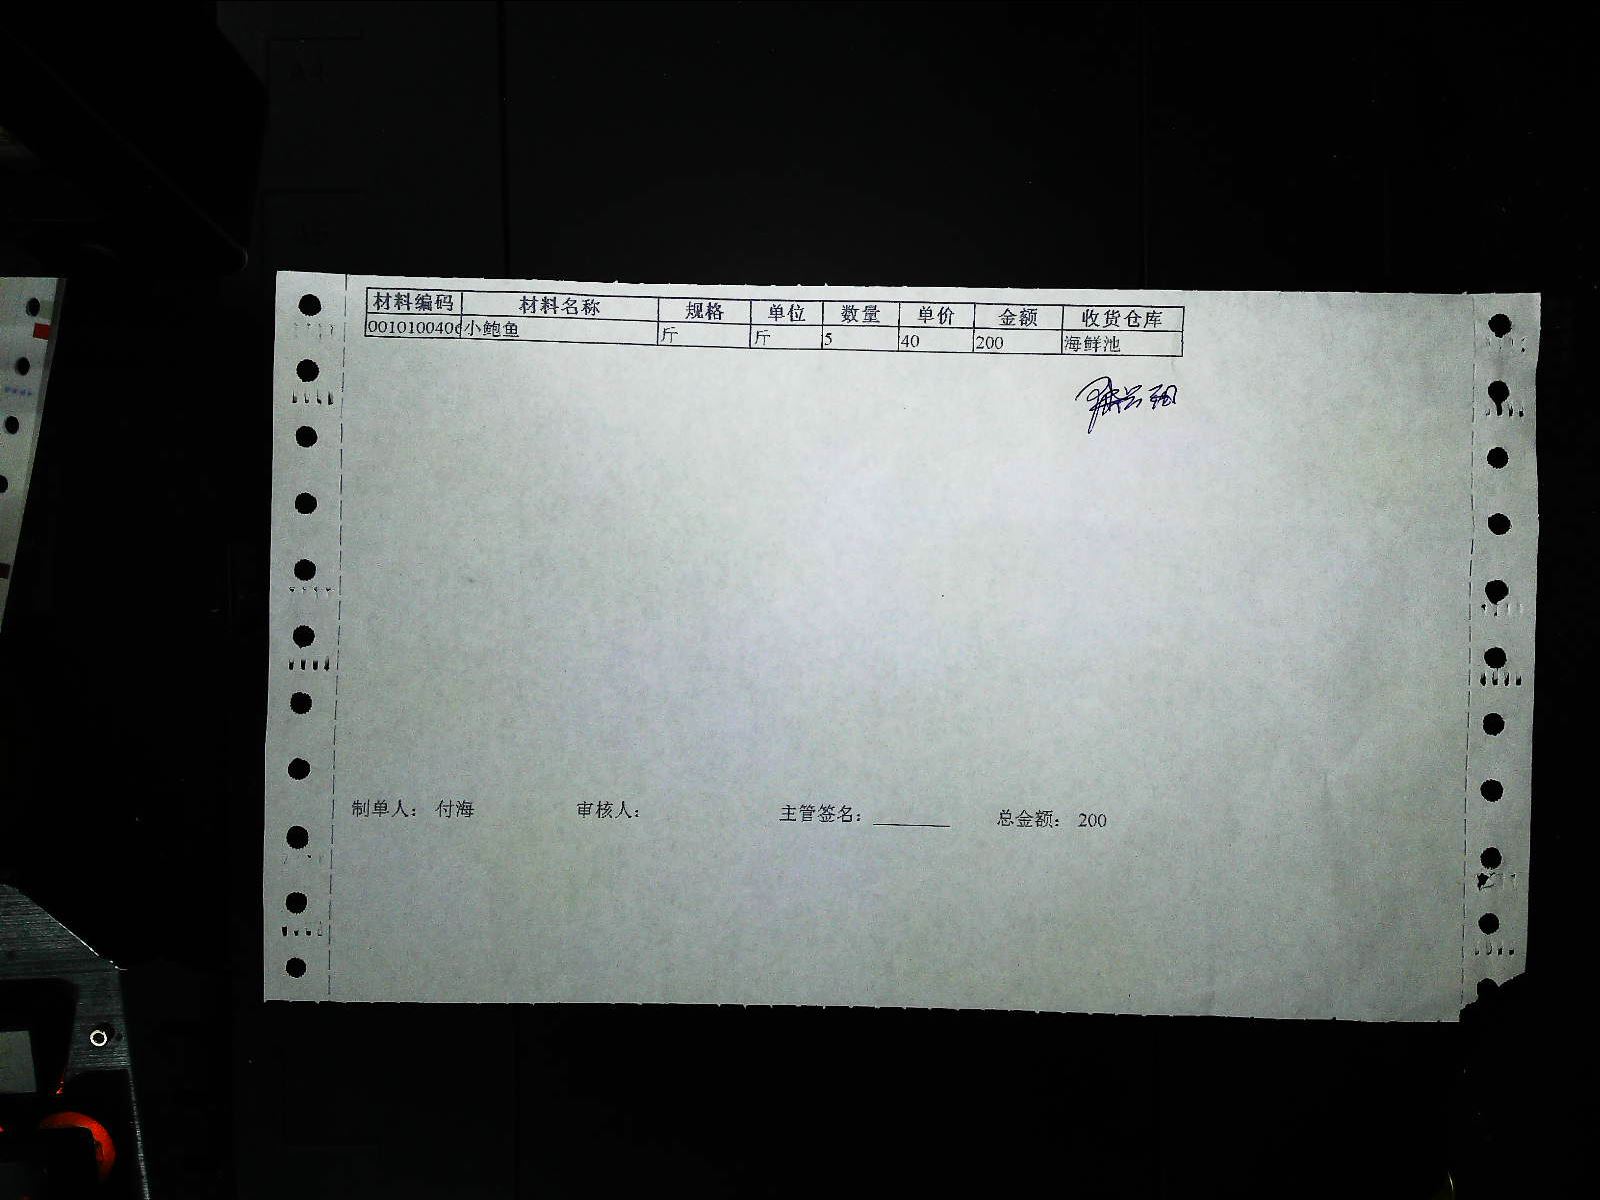 材料编码 材料名称 规格 单位 数量 单价 金额 收货仓库
001010040 小鲍鱼 斤 斤 5 40 200 海鲜池
制单人： 付海 审核人： 主管签名：______ 总金额： 200